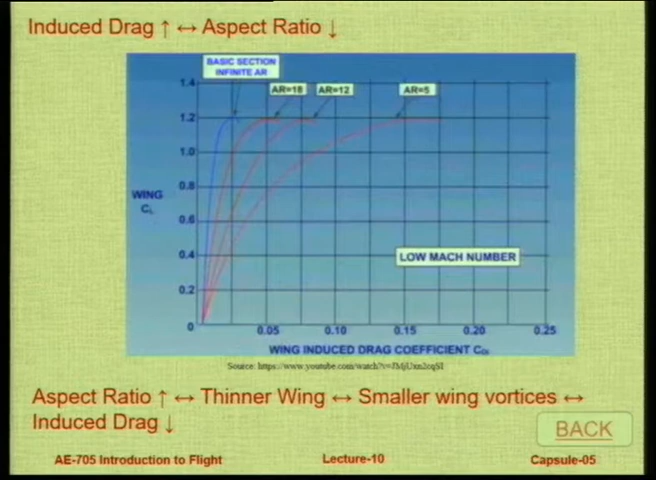 Induced Drag ↑ ↔ Aspect Ratio ↓
BASIC SECTION
INFINITE AR
AR=18 AR=12 AR=5
1.4
1.2
1.0
0.8
WING
CL
0.6
0.4
LOW MACH NUMBER
0.2
0
0.05 0.10 0.15 0.20 0.25
WING INDUCED DRAG COEFFICIENT CDi
Source: https://www.youtube.com/watch?v=
Aspect Ratio ↑ ↔ Thinner Wing ↔ Smaller wing vortices ↔
Induced Drag ↓
BACK
AE-705 Introduction to Flight Lecture-10 Capsule-05